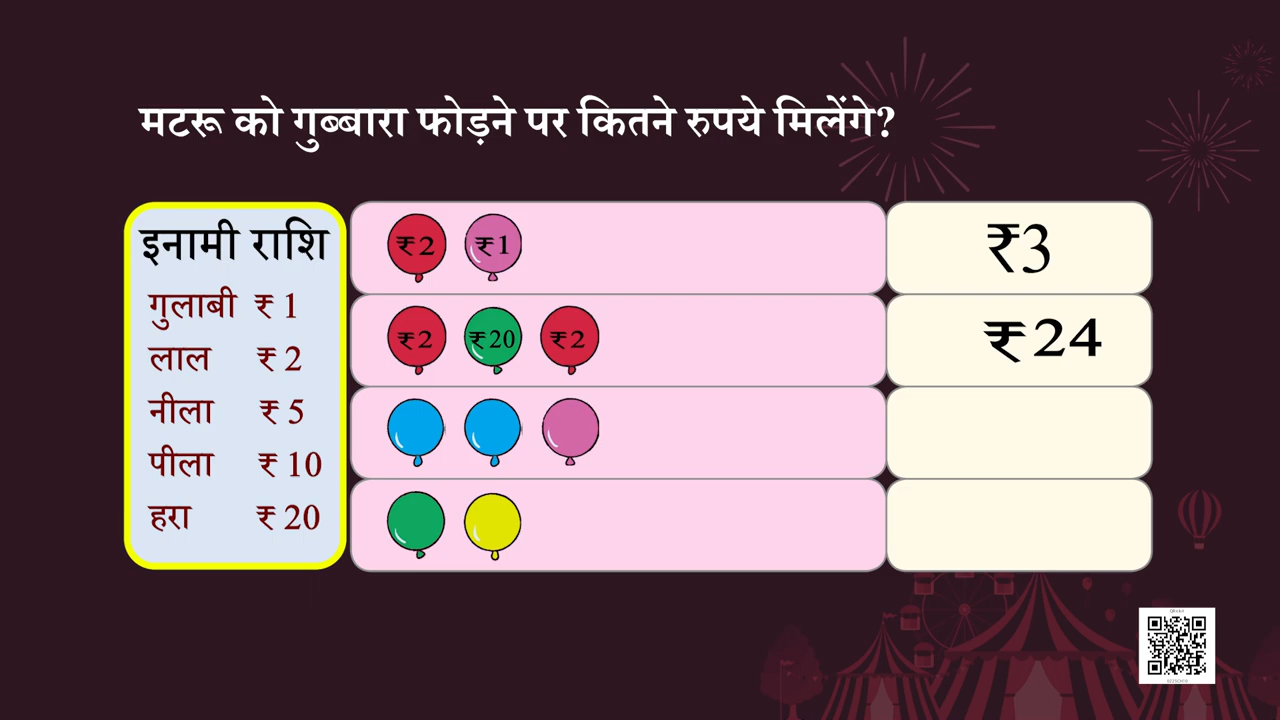 मटरू को गुब्बारा फोड़ने पर कितने रुपये मिलेंगे?
इनामी राशि
गुलाबी ₹ 1
लाल ₹ 2
नीला ₹ 5
पीला ₹ 10
हरा ₹ 20
₹2 ₹1 ₹3
₹2 ₹20 ₹2 ₹24